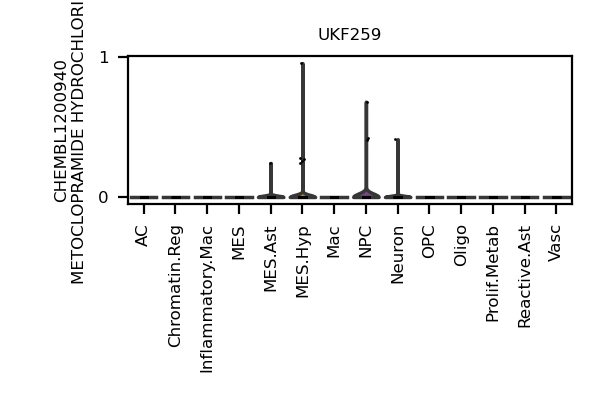 UKF259
CHEMBL1200940
METOCLOPRAMIDE HYDROCHLORI
1
0
AC
Chromatin.Reg
Inflammatory.Mac
MES
MES.Ast
MES.Hyp
Mac
NPC
Neuron
OPC
Oligo
Prolif.Metab
Reactive.Ast
Vasc